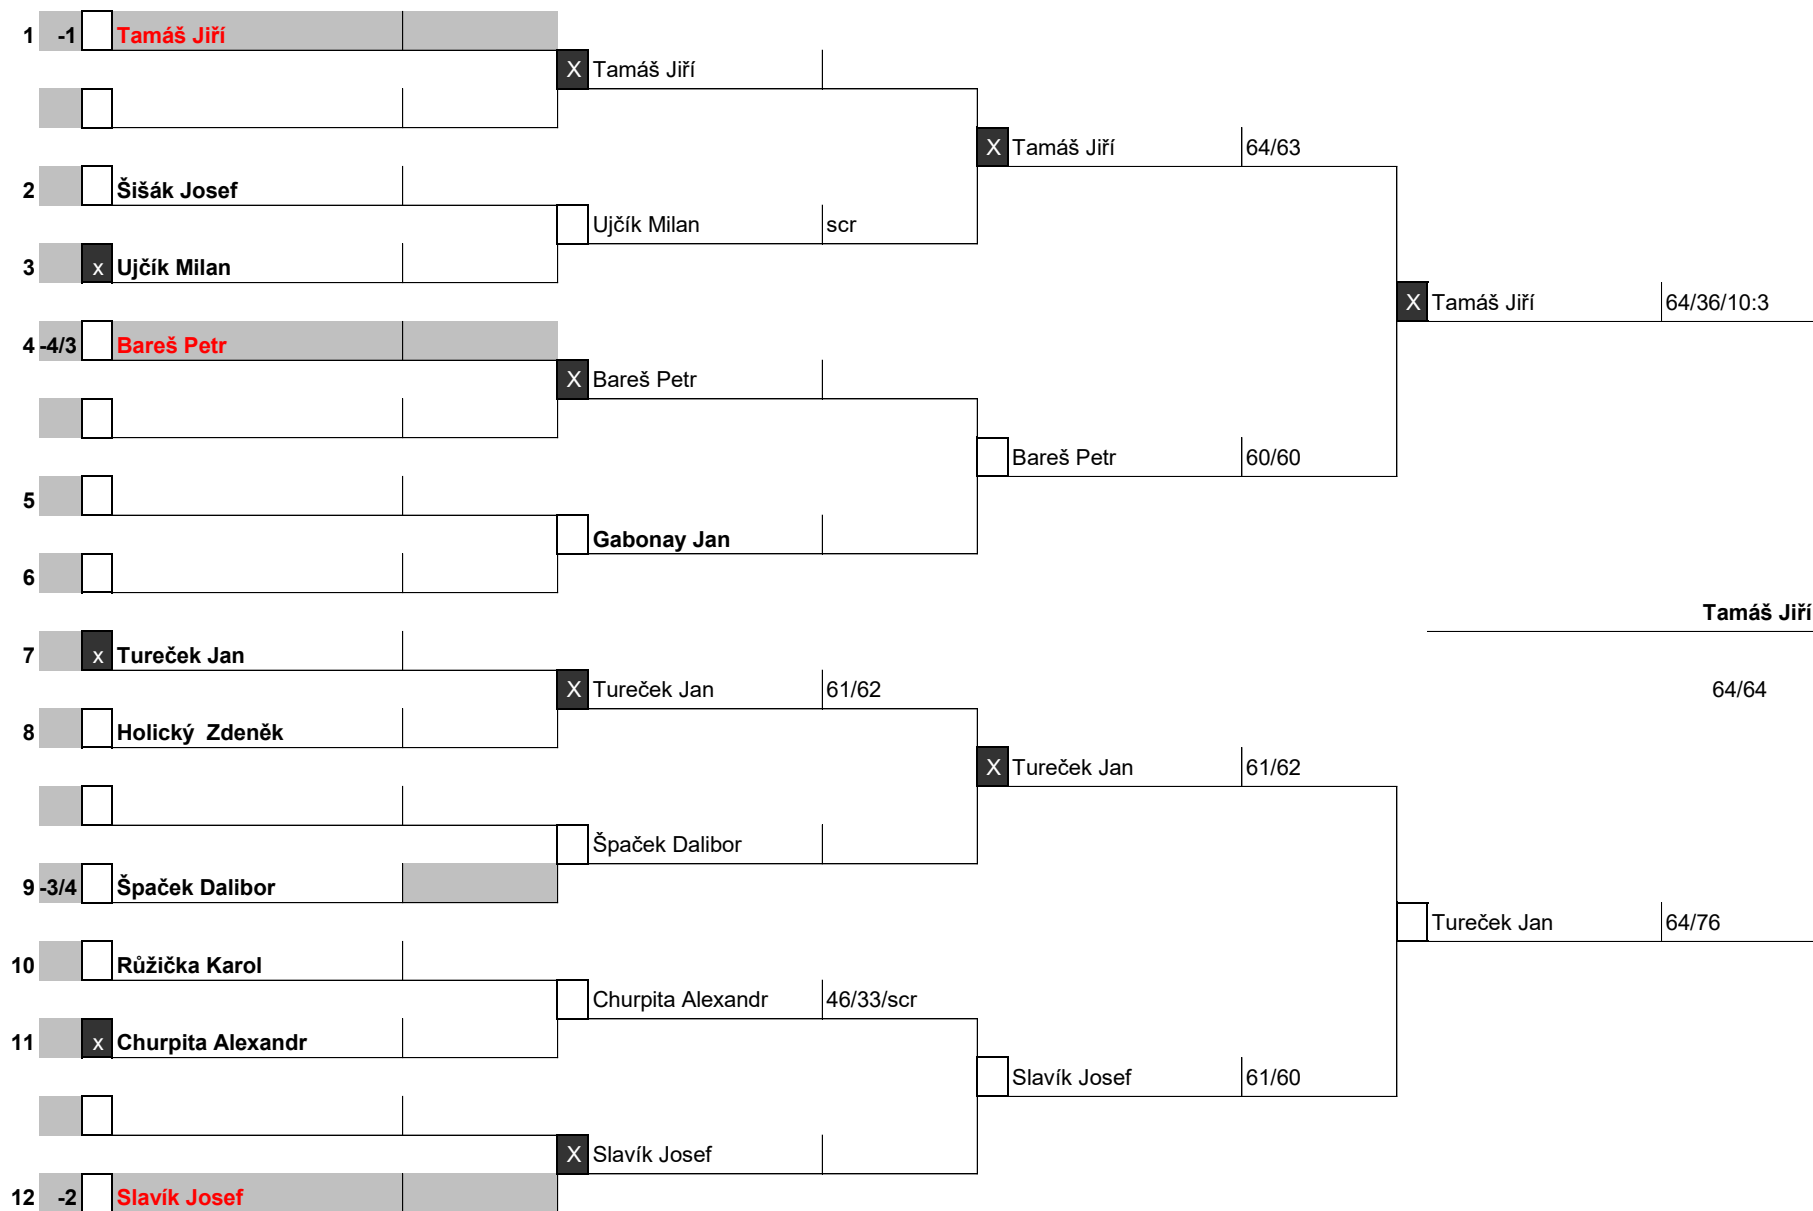 1 -1 Tamáš Jiří
X Tamáš Jiří
X Tamáš Jiří 64/63
2 Šišák Josef
Ujčík Milan scr
3 x Ujčík Milan
X Tamáš Jiří 64/36/10:3
4 -4/3 Bareš Petr
X Bareš Petr
Bareš Petr 60/60
5
Gabonay Jan
6
Tamáš Jiří
7 x Tureček Jan
X Tureček Jan 61/62
64/64
8 Holický  Zdeněk
X Tureček Jan 61/62
Špaček Dalibor
9 -3/4 Špaček Dalibor
Tureček Jan 64/76
10 Růžička Karol
Churpita Alexandr 46/33/scr
11 x Churpita Alexandr
Slavík Josef 61/60
X Slavík Josef
12 -2 Slavík Josef